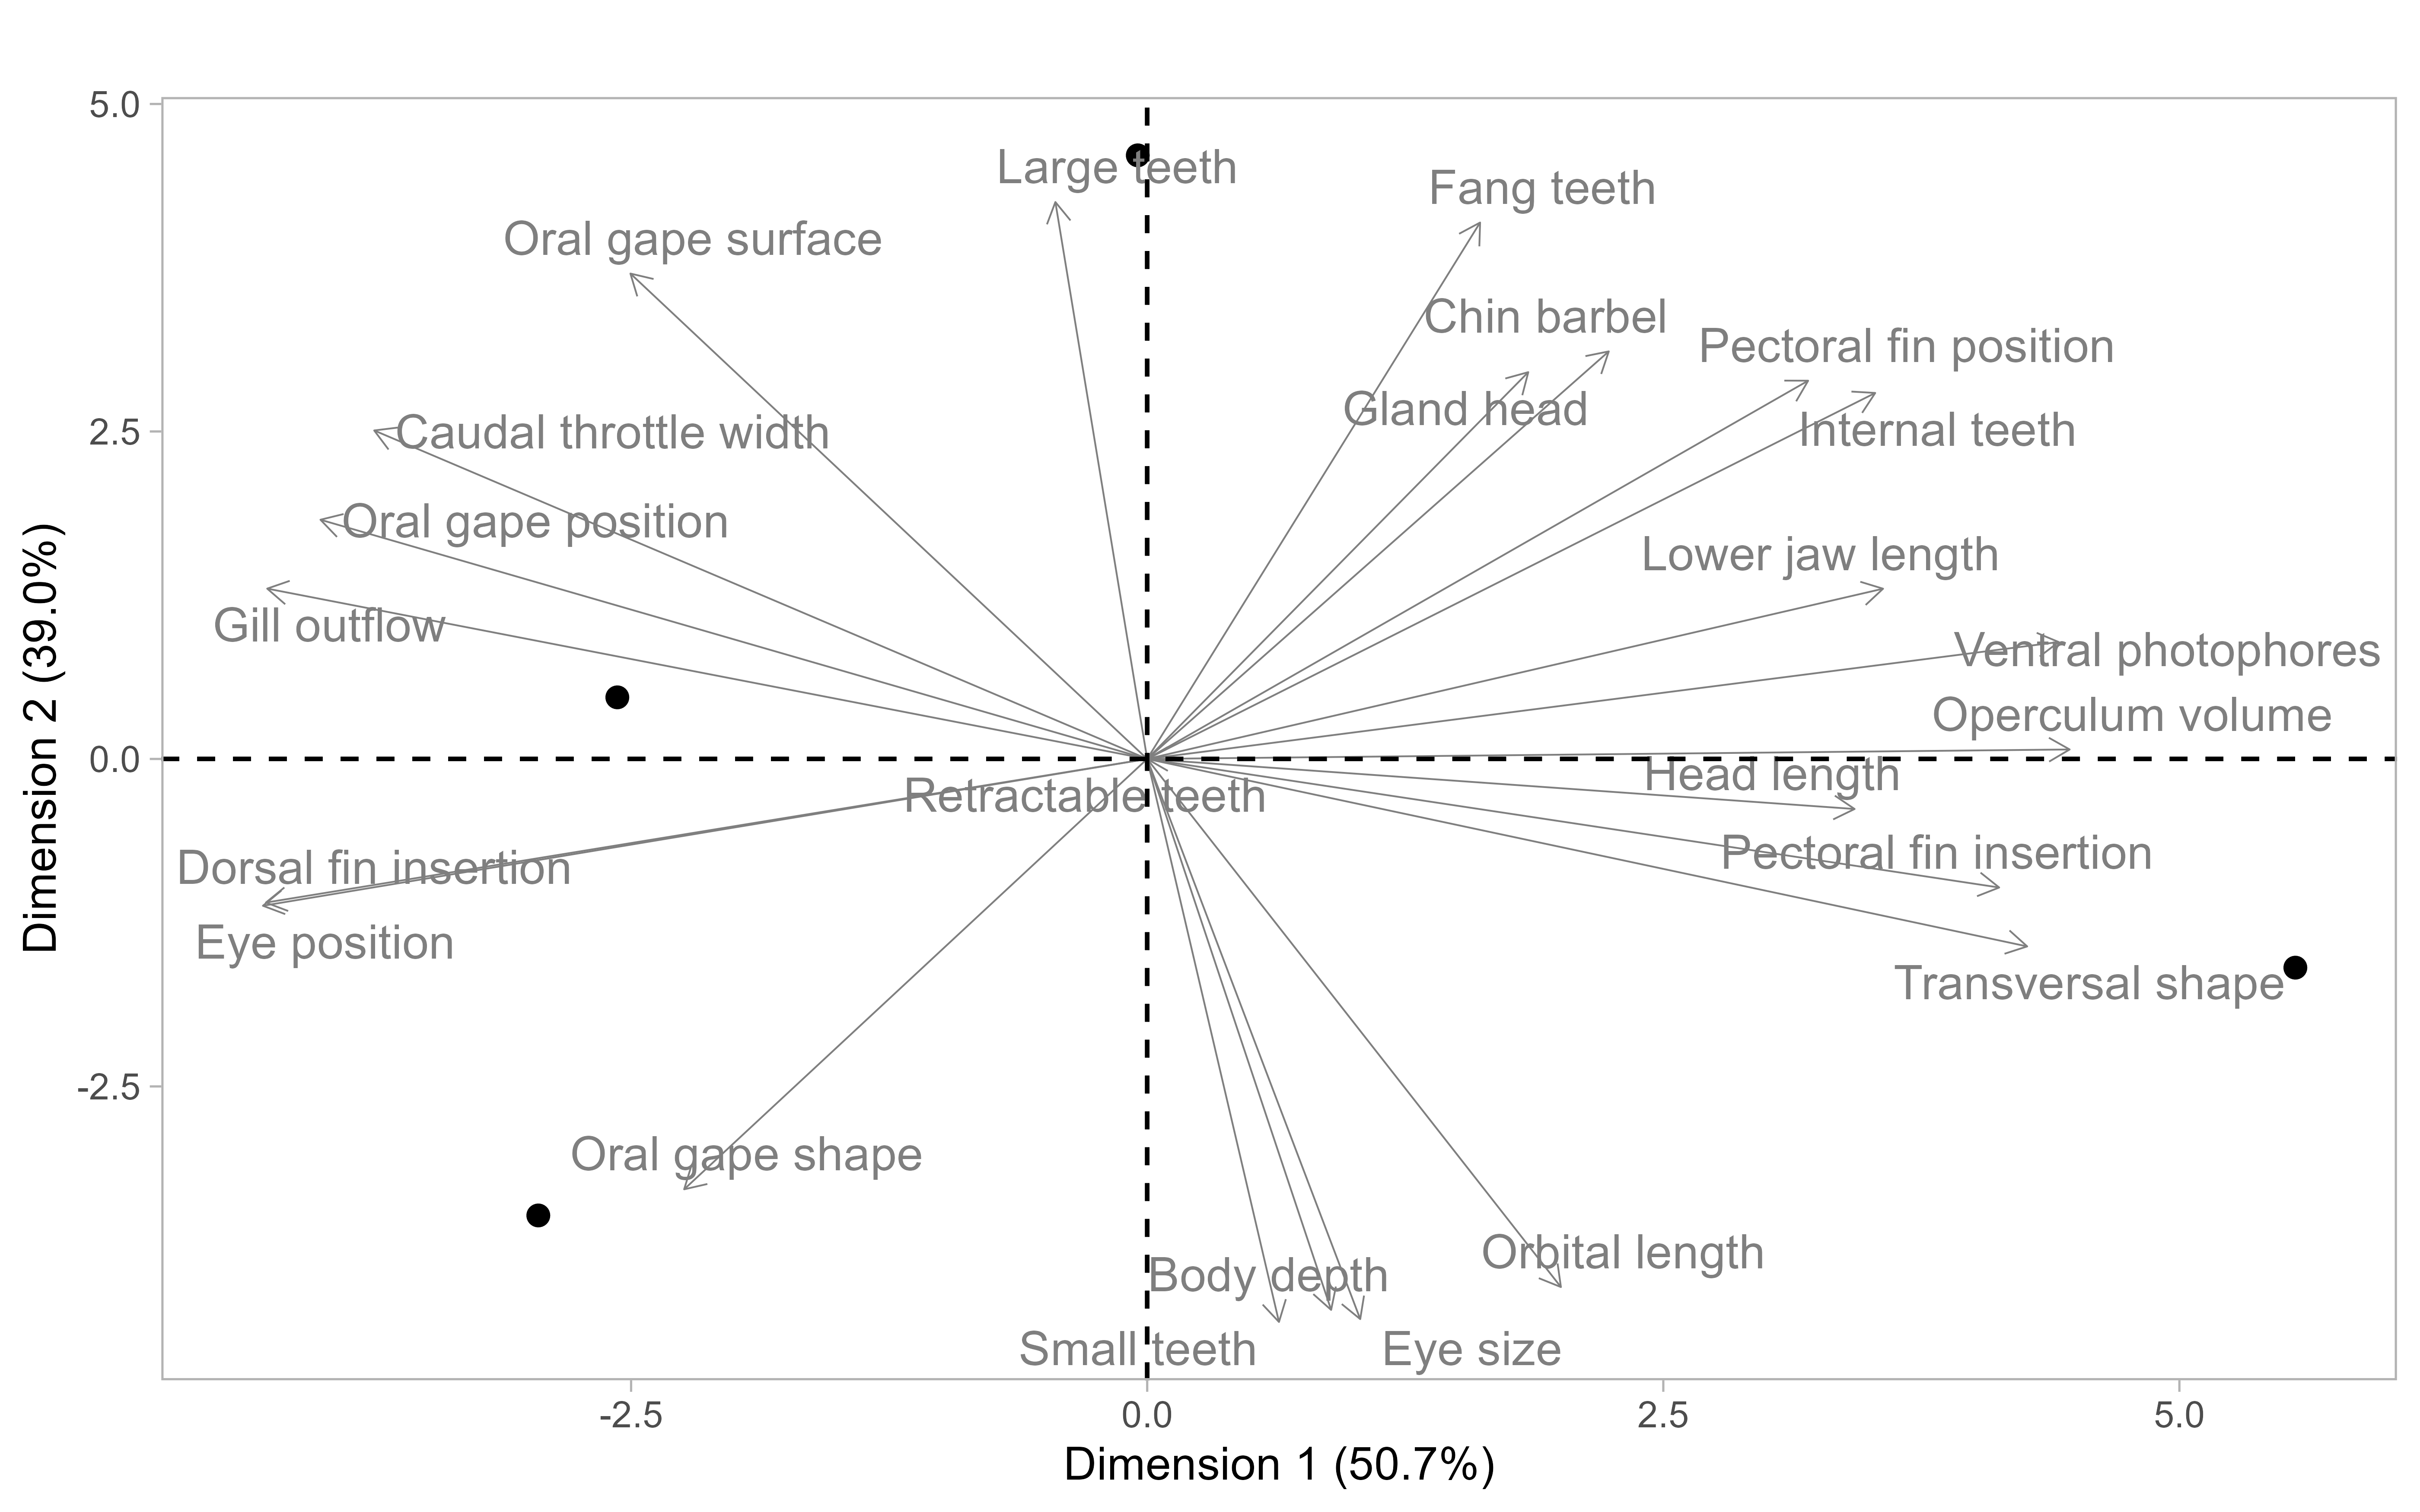 5.0
Large teeth
Fang teeth
Oral gape surface
Chin barbel
Pectoral fin position
Gland head
2.5
Caudal throttle width
Internal teeth
Oral gape position
Lower jaw length
Gill outflow
Ventral photophores
Operculum volume
Dimension 2 (39.0%)
0.0
Head length
Retractable teeth
Pectoral fin insertion
Dorsal fin insertion
Eye position
Transversal shape
-2.5
Oral gape shape
Orbital length
Body depth
Small teeth
Eye size
-2.5 0.0 2.5 5.0
Dimension 1 (50.7%)